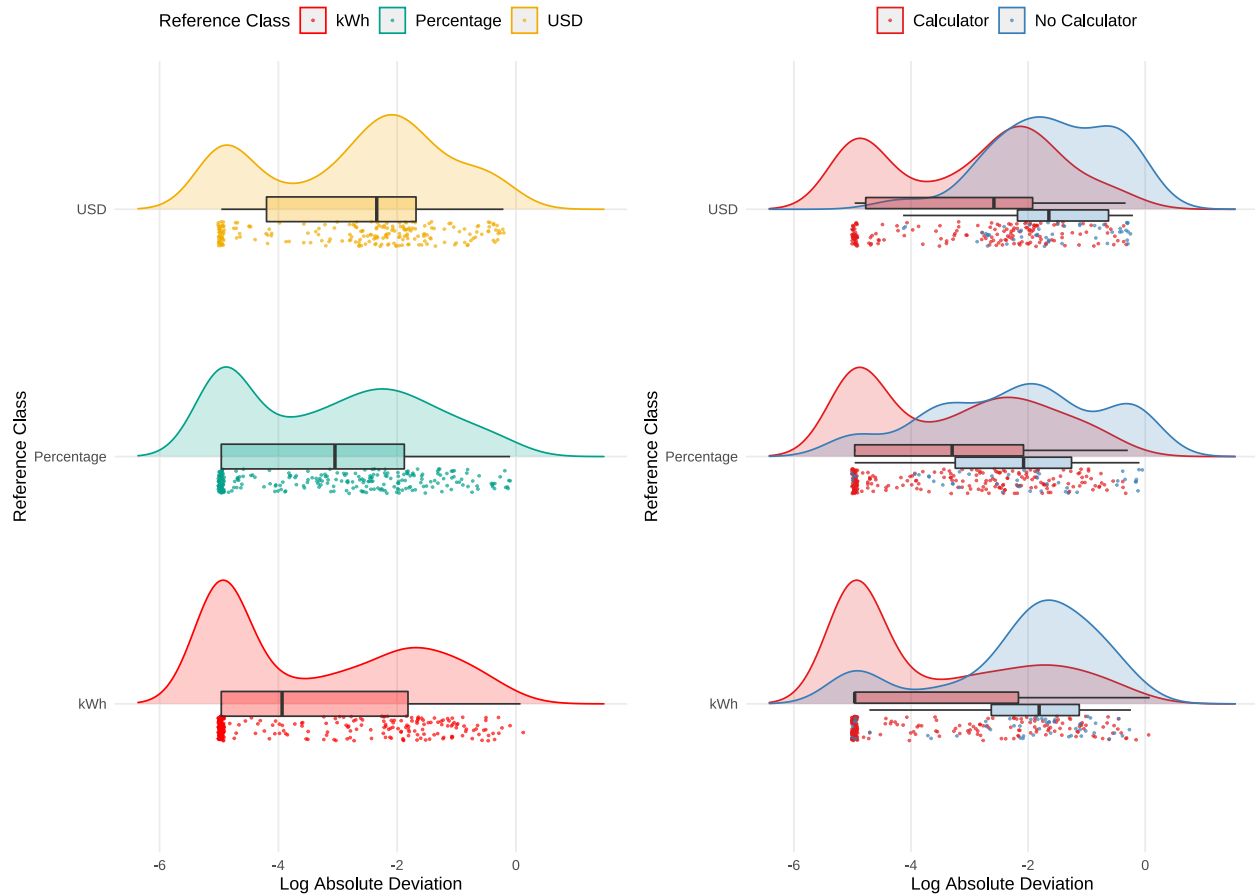 Reference Class kWh Percentage USD
USD
Percentage
kWh
Reference Class
-6 -4 -2 0
Log Absolute Deviation
Calculator No Calculator
USD
Percentage
kWh
Reference Class
-6 -4 -2 0
Log Absolute Deviation